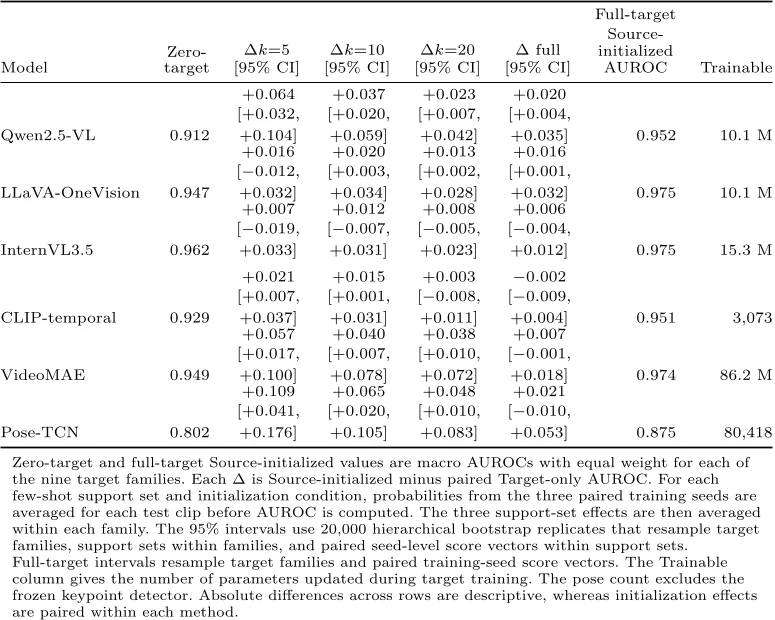 Full-target
Source-
Zero- Δk=5 Δk=10 Δk=20 Δ full initialized
Model target [95% CI] [95% CI] [95% CI] [95% CI] AUROC Trainable
+0.064 +0.037 +0.023 +0.020
[+0.032, [+0.020, [+0.007, [+0.004,
Qwen2.5-VL 0.912 +0.104] +0.059] +0.042] +0.035] 0.952 10.1 M
+0.016 +0.020 +0.013 +0.016
[−0.012, [+0.003, [+0.002, [+0.001,
LLaVA-OneVision 0.947 +0.032] +0.034] +0.028] +0.032] 0.975 10.1 M
+0.007 +0.012 +0.008 +0.006
[−0.019, [−0.007, [−0.005, [−0.004,
InternVL3.5 0.962 +0.033] +0.031] +0.023] +0.012] 0.975 15.3 M
+0.021 +0.015 +0.003 −0.002
[+0.007, [+0.001, [−0.008, [−0.009,
CLIP-temporal 0.929 +0.037] +0.031] +0.011] +0.004] 0.951 3,073
+0.057 +0.040 +0.038 +0.007
[+0.017, [+0.007, [+0.010, [−0.001,
VideoMAE 0.949 +0.100] +0.078] +0.072] +0.018] 0.974 86.2 M
+0.109 +0.065 +0.048 +0.021
[+0.041, [+0.020, [+0.010, [−0.010,
Pose-TCN 0.802 +0.176] +0.105] +0.083] +0.053] 0.875 80,418
Zero-target and full-target Source-initialized values are macro AUROCs with equal weight for each of
the nine target families. Each Δ is Source-initialized minus paired Target-only AUROC. For each
few-shot support set and initialization condition, probabilities from the three paired training seeds are
averaged for each test clip before AUROC is computed. The three support-set effects are then averaged
within each family. The 95% intervals use 20,000 hierarchical bootstrap replicates that resample target
families, support sets within families, and paired seed-level score vectors within support sets.
Full-target intervals resample target families and paired training-seed score vectors. The Trainable
column gives the number of parameters updated during target training. The pose count excludes the
frozen keypoint detector. Absolute differences across rows are descriptive, whereas initialization effects
are paired within each method.